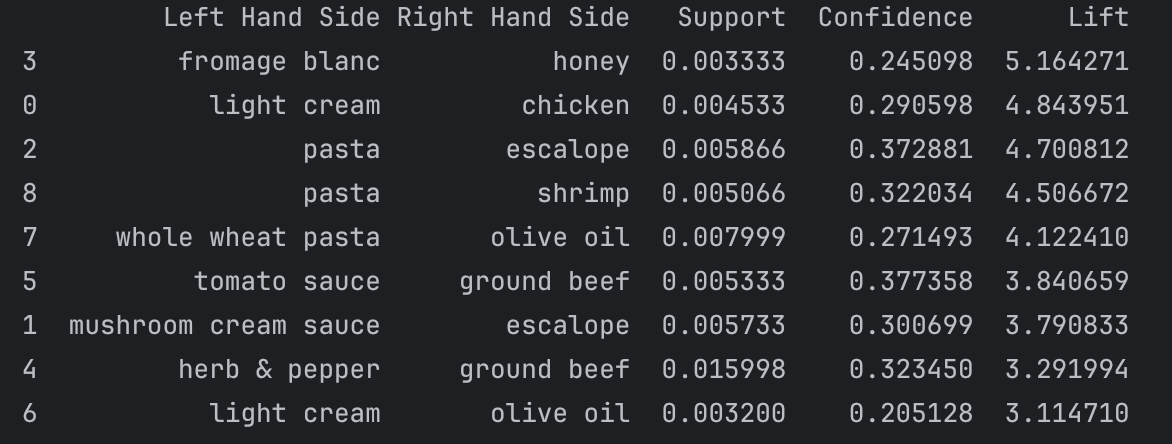 Left Hand Side Right Hand Side Support Confidence Lift
3 fromage blanc honey 0.003333 0.245098 5.164271
0 light cream chicken 0.004533 0.290598 4.843951
2 pasta escalope 0.005866 0.372881 4.700812
8 pasta shrimp 0.005066 0.322034 4.506672
7 whole wheat pasta olive oil 0.007999 0.271493 4.122410
5 tomato sauce ground beef 0.005333 0.377358 3.840659
1 mushroom cream sauce escalope 0.005733 0.300699 3.790833
4 herb & pepper ground beef 0.015998 0.323450 3.291994
6 light cream olive oil 0.003200 0.205128 3.114710